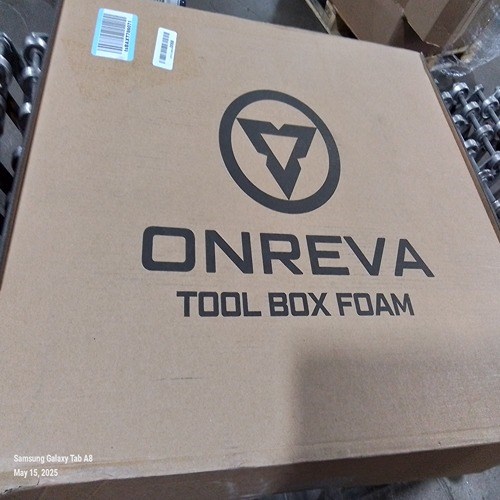 ONREVA
TOOL BOX FOAM
Samsung Galaxy Tab A8
May 15, 2025